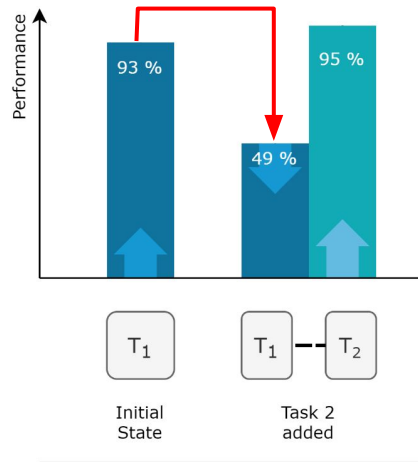 Performance
93 %
49 %
95 %
T₁
T₁
T₂
Initial
State
Task 2
added